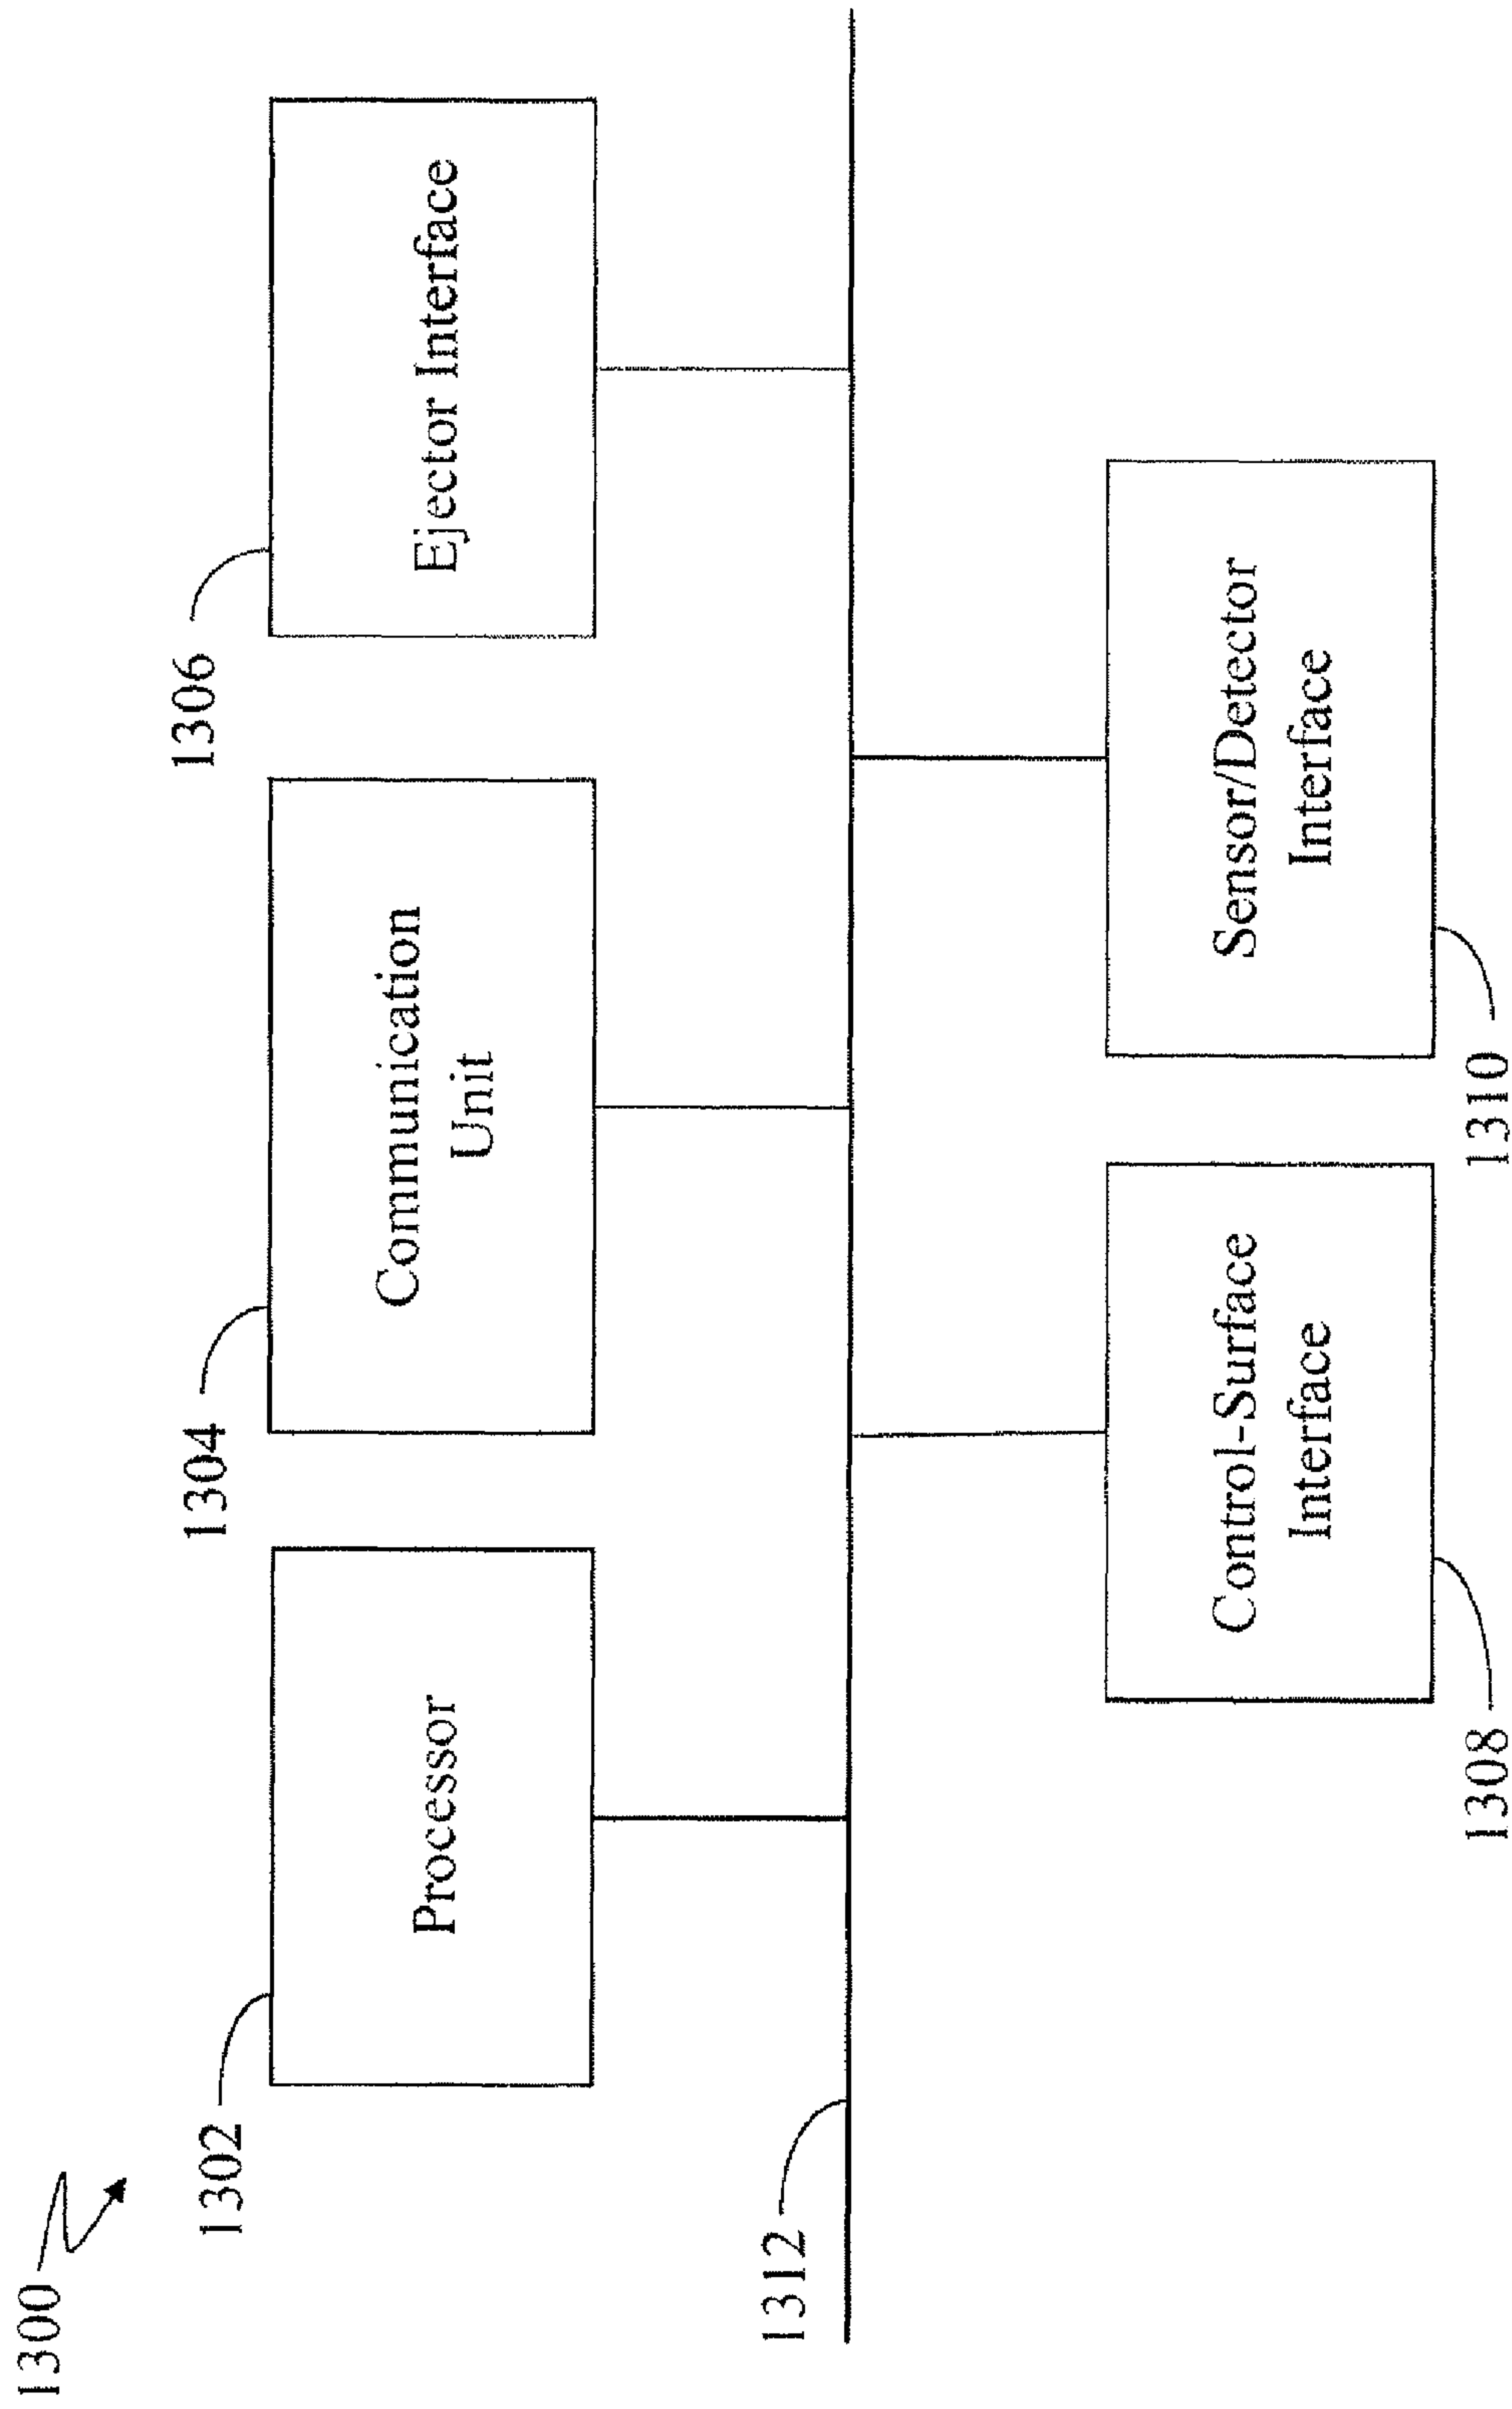 1300
1302
Processor
1304
Communication
Unit
1306
Ejector Interface
1312
1308
Control-Surface
Interface
1310
Sensor/Detector
Interface